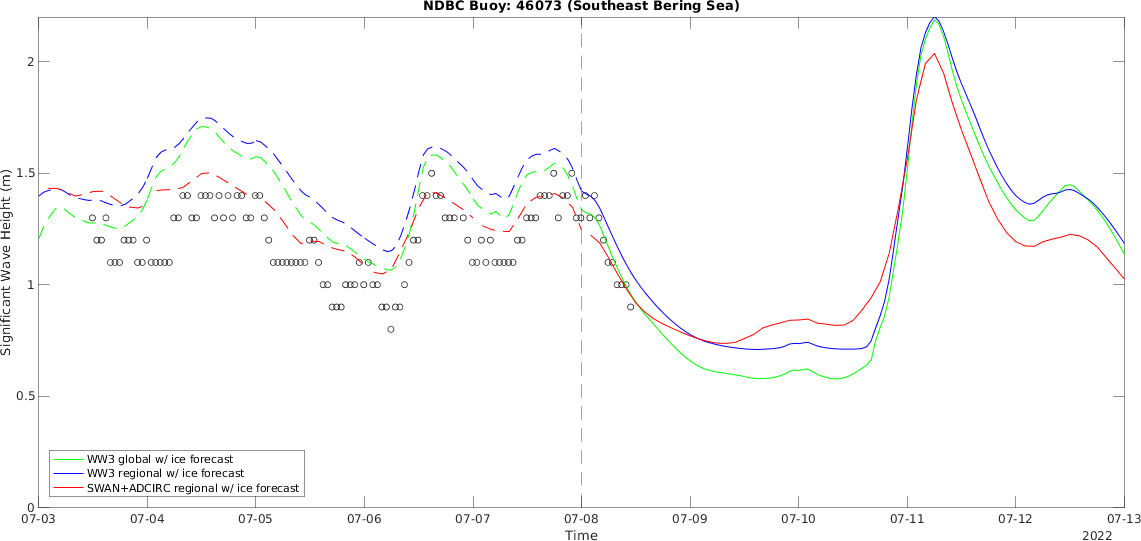 NDBC Buoy: 46073 (Southeast Bering Sea)
Significant Wave Height (m)
2
1.5
1
0.5
0
WW3 global w/ ice forecast
WW3 regional w/ ice forecast
SWAN+ADCIRC regional w/ ice forecast
07-03 07-04 07-05 07-06 07-07 07-08 07-09 07-10 07-11 07-12 07-13
Time
2022